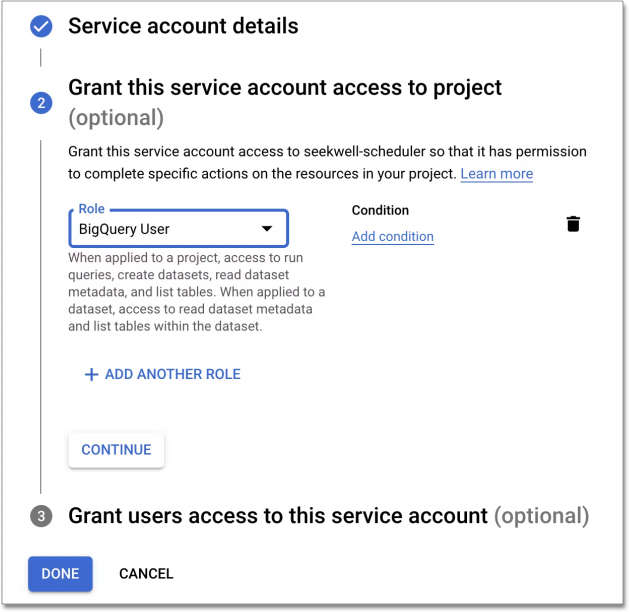 Service account details
2
Grant this service account access to project
(optional)
Grant this service account access to seekwell-scheduler so that it has permission
to complete specific actions on the resources in your project. Learn more
Role
BigQuery User
Condition
Add condition
When applied to a project, access to run
queries, create datasets, read dataset
metadata, and list tables. When applied to a
dataset, access to read dataset metadata
and list tables within the dataset.
+ ADD ANOTHER ROLE
CONTINUE
3
Grant users access to this service account (optional)
DONE
CANCEL